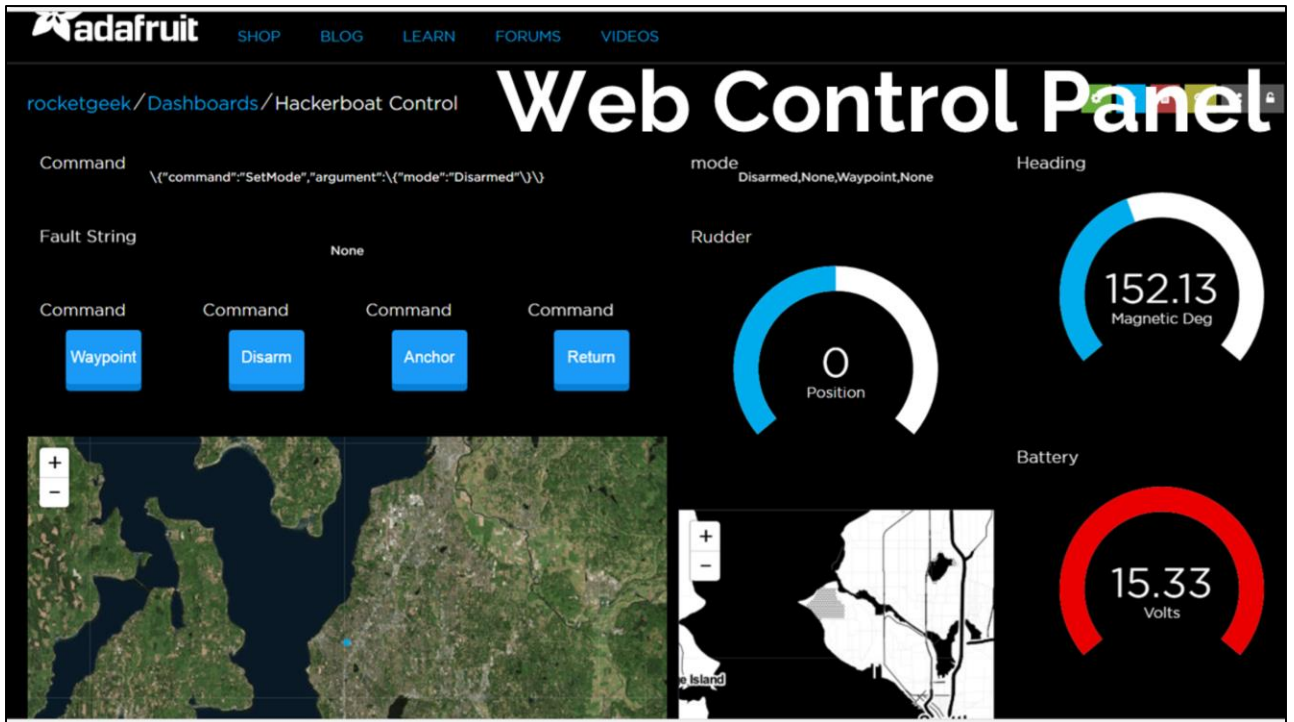 adafruit SHOP BLOG LEARN FORUMS VIDEOS
Web Control Panel
rocketgeek/Dashboards/Hackerboat Control
Command
\{"command":"SetMode","argument":\{"mode":"Disarmed"\}\}
mode
Disarmed,None,Waypoint,None
Heading
152.13
Magnetic Deg
Fault String
None
Rudder
0
Position
Command Command Command Command
Waypoint Disarm Anchor Return
+
−
Battery
15.33
Volts
+
−
e Island